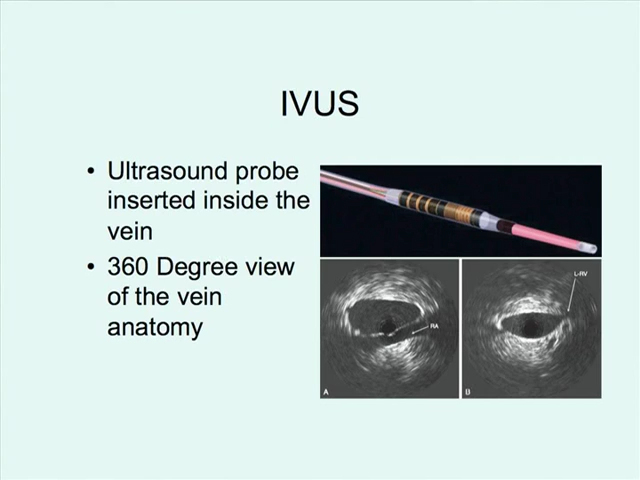 IVUS
• Ultrasound probe
inserted inside the
vein
• 360 Degree view
of the vein
anatomy
RA
A
L-RV
B